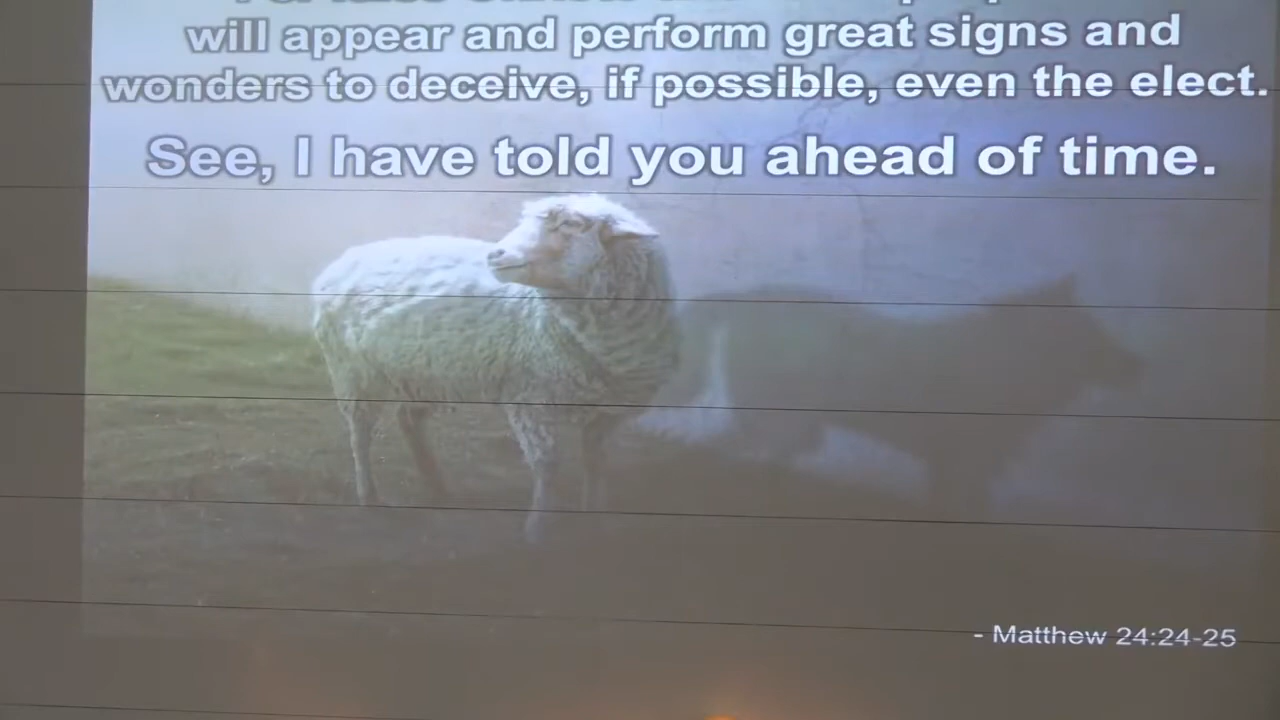 will appear and perform great signs and
wonders to deceive, if possible, even the elect.
See, I have told you ahead of time.
- Matthew 24:24-25